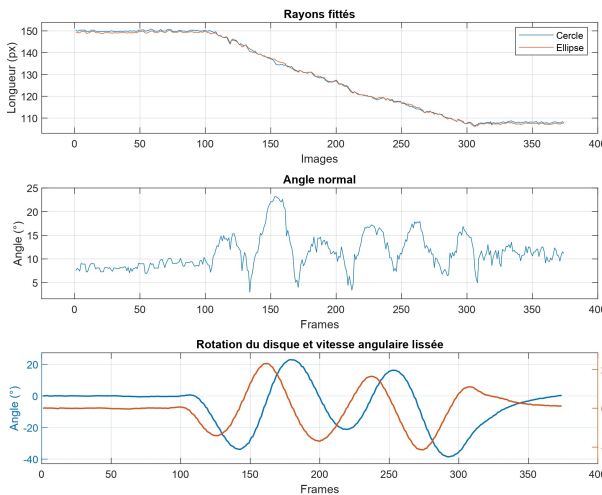 Rayons fittés
Longueur (px)
150
140
130
120
110
Cercle
Ellipse
0 50 100 150 200 250 300 350 400
Images
Angle normal
Angle (°)
25
20
15
10
5
0 50 100 150 200 250 300 350 400
Frames
Rotation du disque et vitesse angulaire lissée
Angle (°)
20
0
-20
-40
0 50 100 150 200 250 300 350 400
Frames